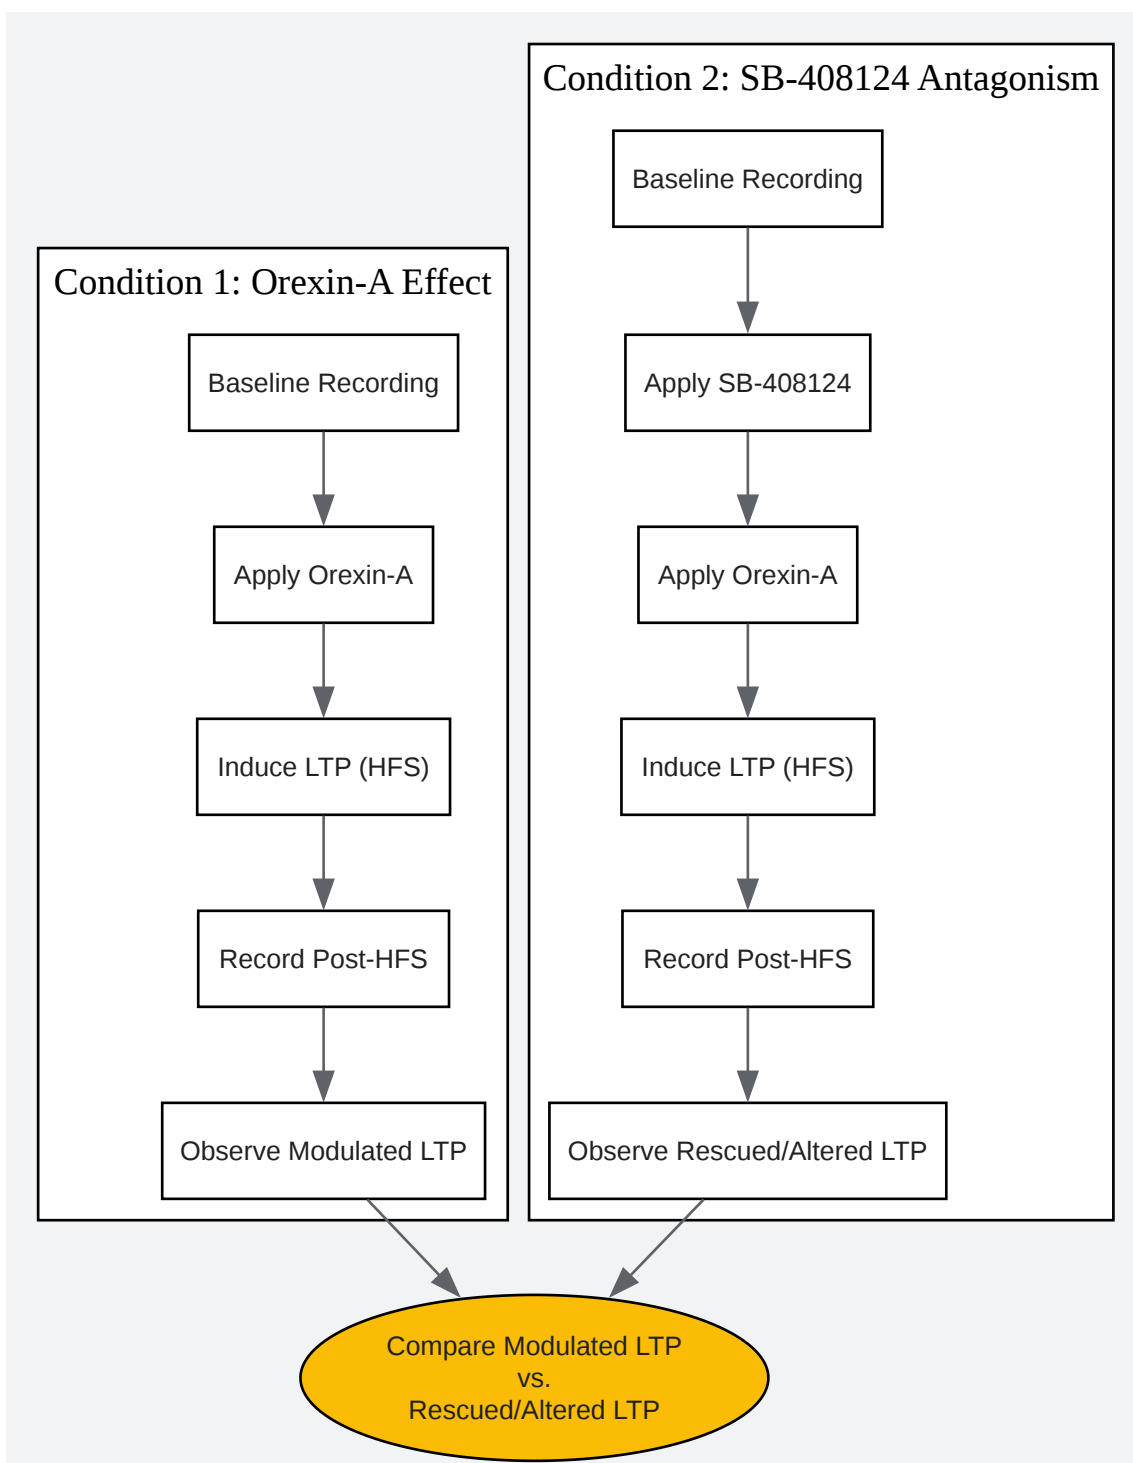 Condition 1: Orexin-A Effect
Baseline Recording
Apply Orexin-A
Induce LTP (HFS)
Record Post-HFS
Observe Modulated LTP
Condition 2: SB-408124 Antagonism
Baseline Recording
Apply SB-408124
Apply Orexin-A
Induce LTP (HFS)
Record Post-HFS
Observe Rescued/Altered LTP
Compare Modulated LTP
vs.
Rescued/Altered LTP